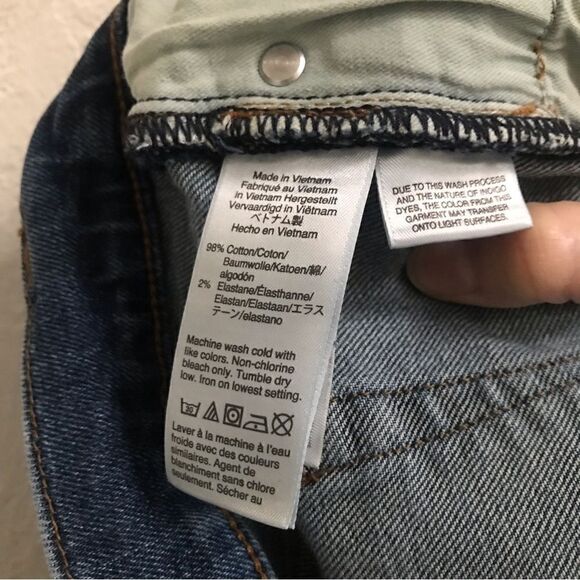 Made in Vietnam
Fabriqué au Vietnam
in Vietnam Hergestellt
Vervaardigd in Viêtnam
ベトナム製
Hecho en Vietnam
98% Cotton/Coton/
Baumwolle/Katoen/綿/
algodón
2% Elastane/Élasthanne/
Elastan/Elastaan/エラス
テーン/elastano
Machine wash cold with
like colors. Non-chlorine
bleach only. Tumble dry
low. Iron on lowest setting.
30
Laver à la machine à l'eau
froide avec des couleurs
similaires. Agent de
blanchiment sans chlore
seulement. Sécher au
DUE TO THIS WASH PROCESS
AND THE NATURE OF INDIGO
DYES, THE COLOR FROM THIS
GARMENT MAY TRANSFER
ONTO LIGHT SURFACES.